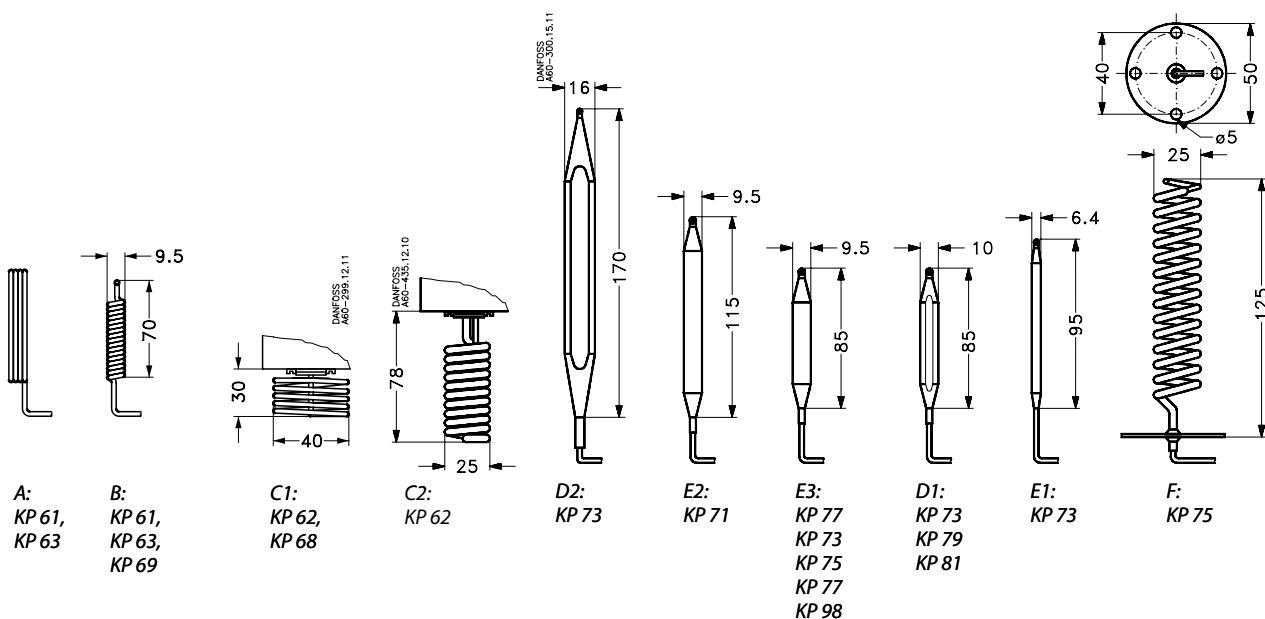 DANFOSS
A60-300.15.11
16
40
50
ø5
25
9.5
9.5
10
6.4
9.5
170
125
DANFOSS
A60-299.12.11
DANFOSS
A60-435.12.10
70
115
85
85
95
30
78
40
25
A:
KP 61,
KP 63
B:
KP 61,
KP 63,
KP 69
C1:
KP 62,
KP 68
C2:
KP 62
D2:
KP 73
E2:
KP 71
E3:
KP 77
KP 73
KP 75
KP 77
KP 98
D1:
KP 73
KP 79
KP 81
E1:
KP 73
F:
KP 75